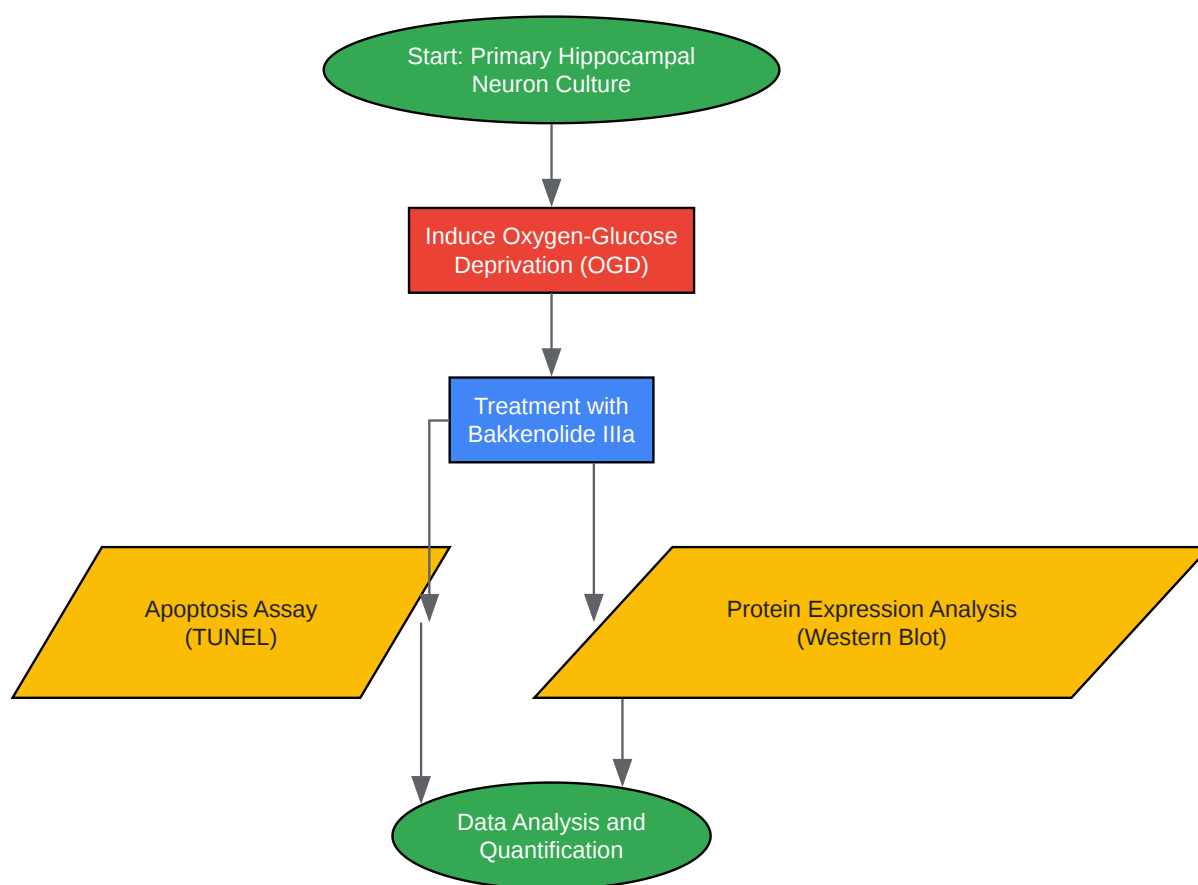 Start: Primary Hippocampal
Neuron Culture
Induce Oxygen-Glucose
Deprivation (OGD)
Treatment with
Bakkenolide IIIa
Apoptosis Assay
(TUNEL)
Protein Expression Analysis
(Western Blot)
Data Analysis and
Quantification